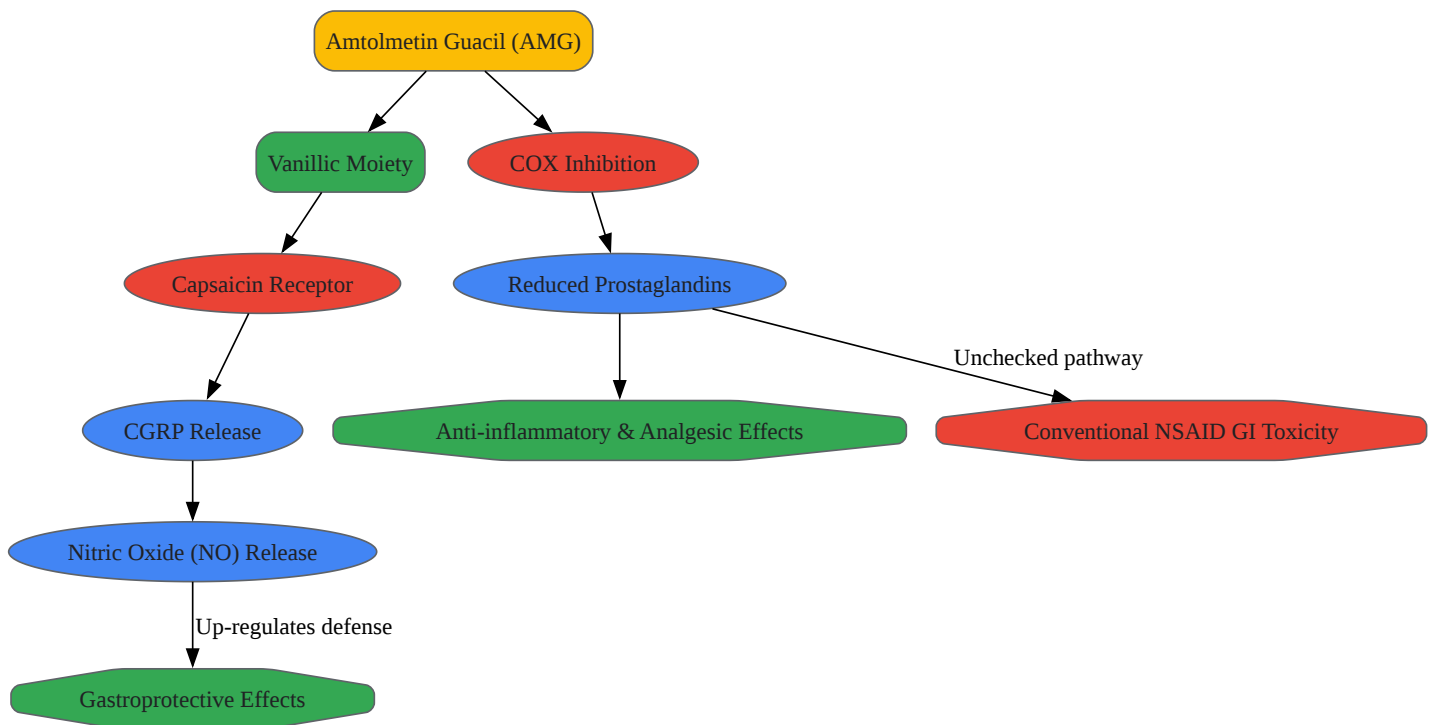 Amtolmetin Guacil (AMG)
Vanillic Moiety
COX Inhibition
Capsaicin Receptor
Reduced Prostaglandins
Unchecked pathway
CGRP Release
Anti-inflammatory & Analgesic Effects
Conventional NSAID GI Toxicity
Nitric Oxide (NO) Release
Up-regulates defense
Gastroprotective Effects